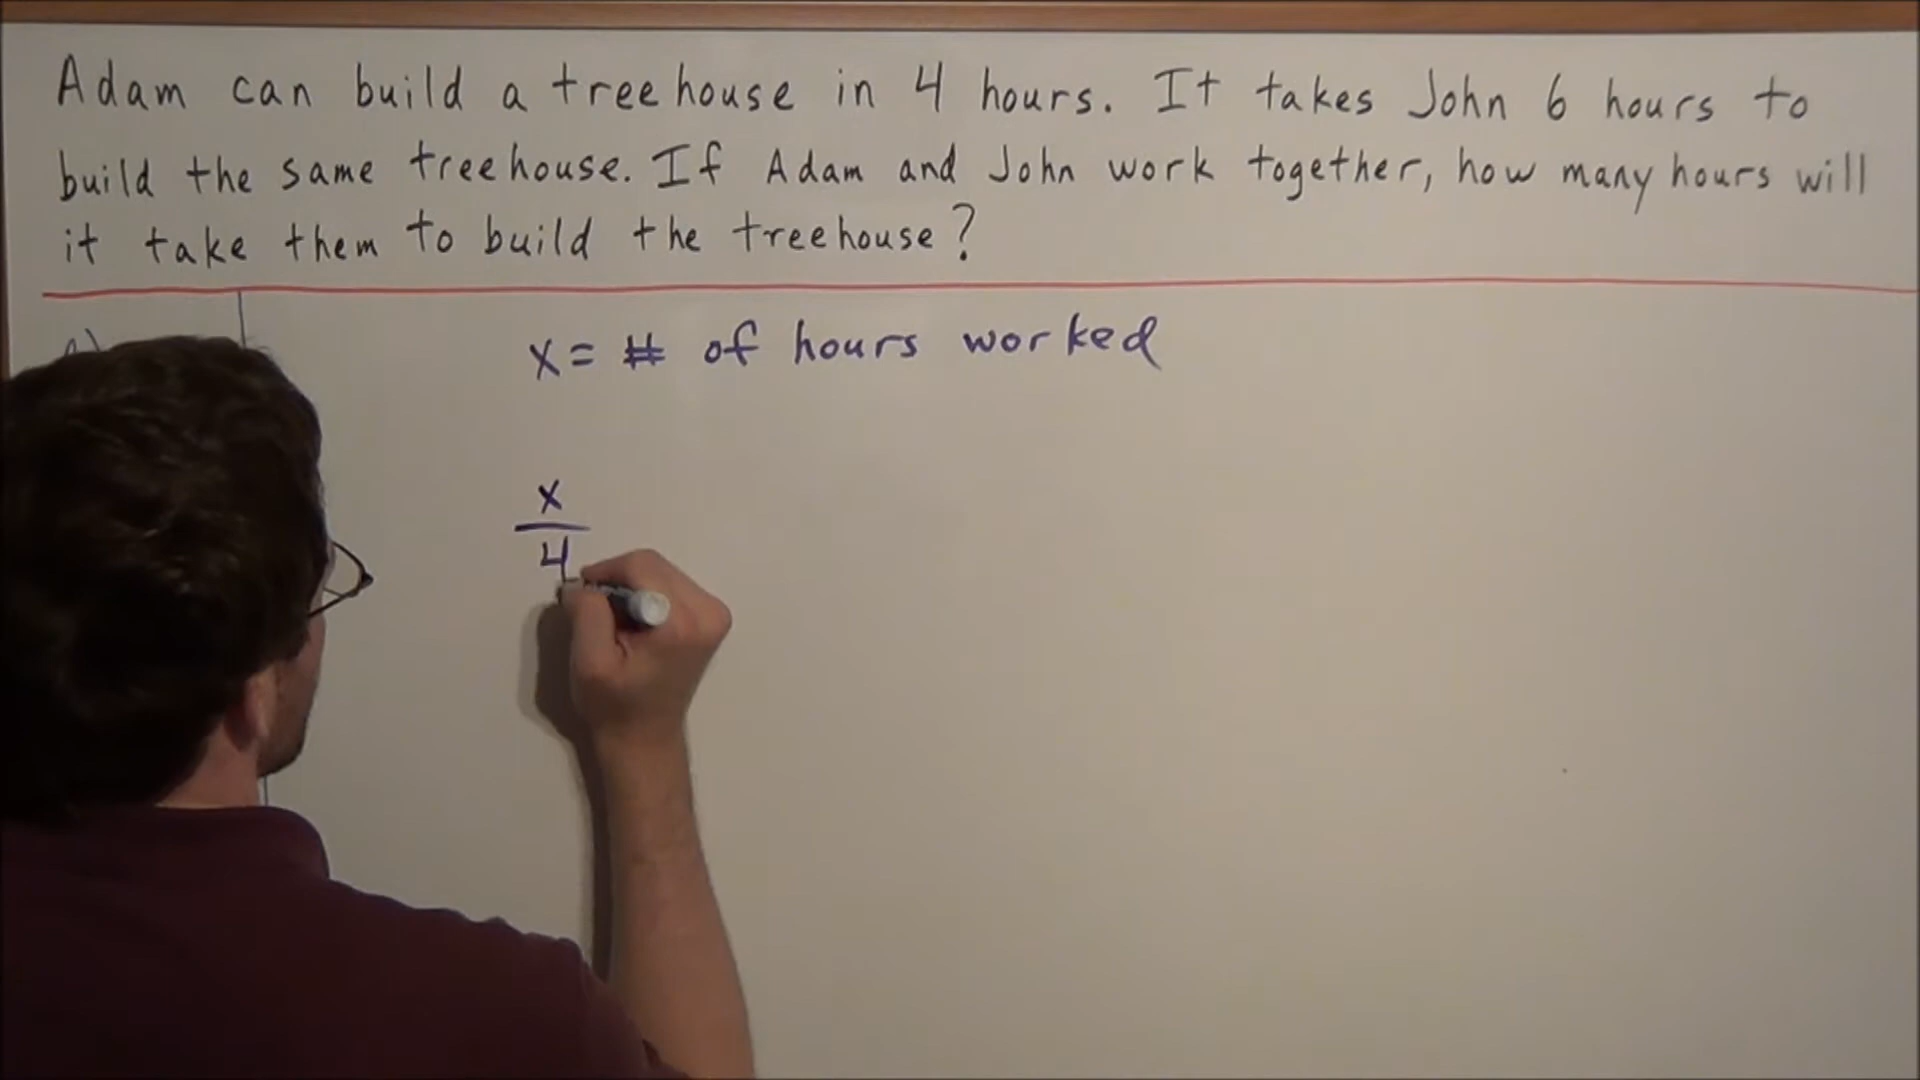 Adam can build a treehouse in 4 hours. It takes John 6 hours to
build the same treehouse. If Adam and John work together, how many hours will
it take them to build the treehouse?
x = # of hours worked
x
4